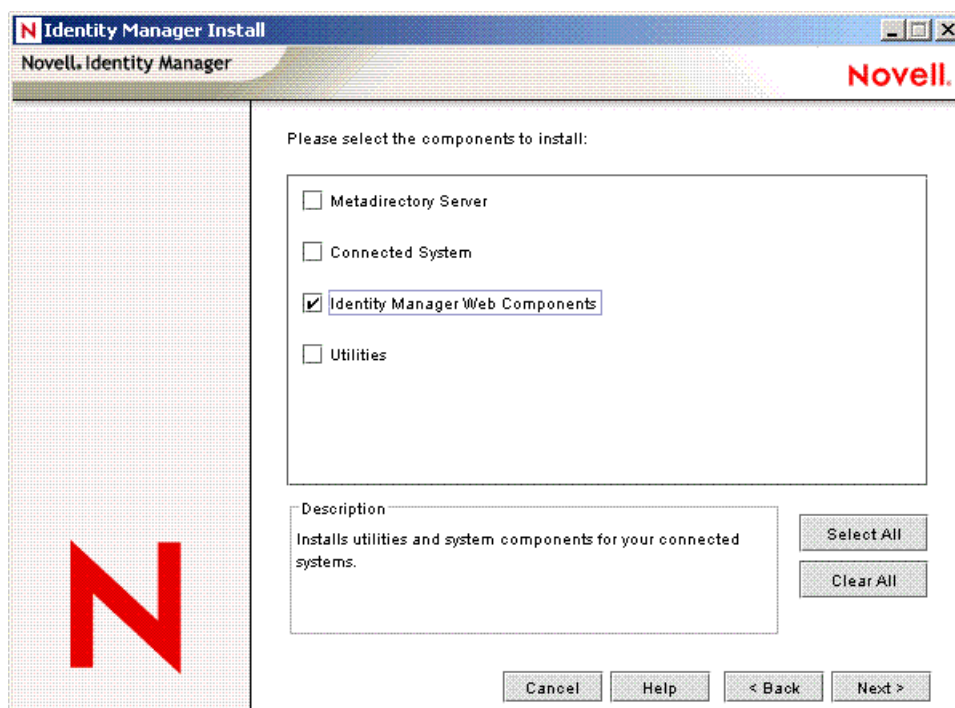 Identity Manager Install
Novell. Identity Manager
Novell.
Please select the components to install:
Metadirectory Server
Connected System
Identity Manager Web Components
Utilities
Description
Installs utilities and system components for your connected
systems.
Select All
Clear All
Cancel
Help
< Back
Next >